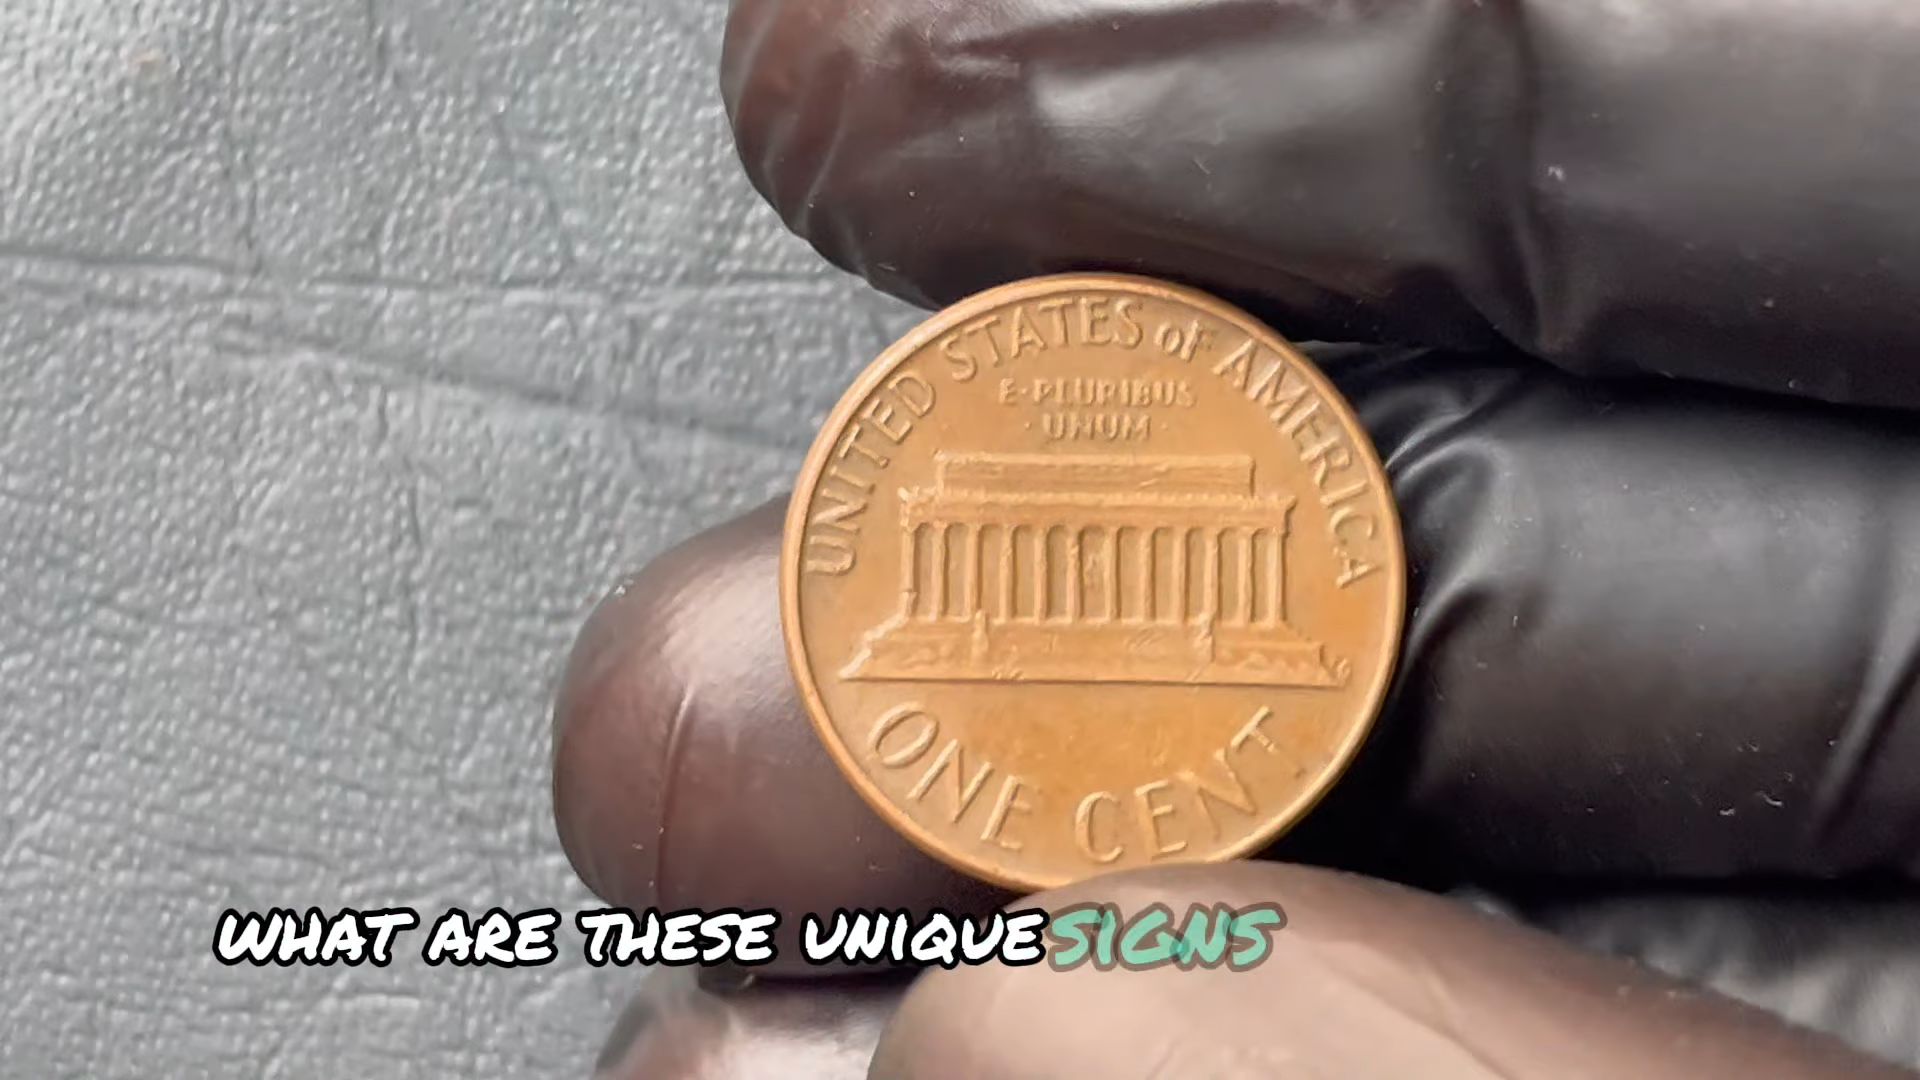 UNITED STATES of AMERICA
E·PLURIBUS
·UNUM·
ONE CENT
WHAT ARE THESE UNIQUE SIGNS